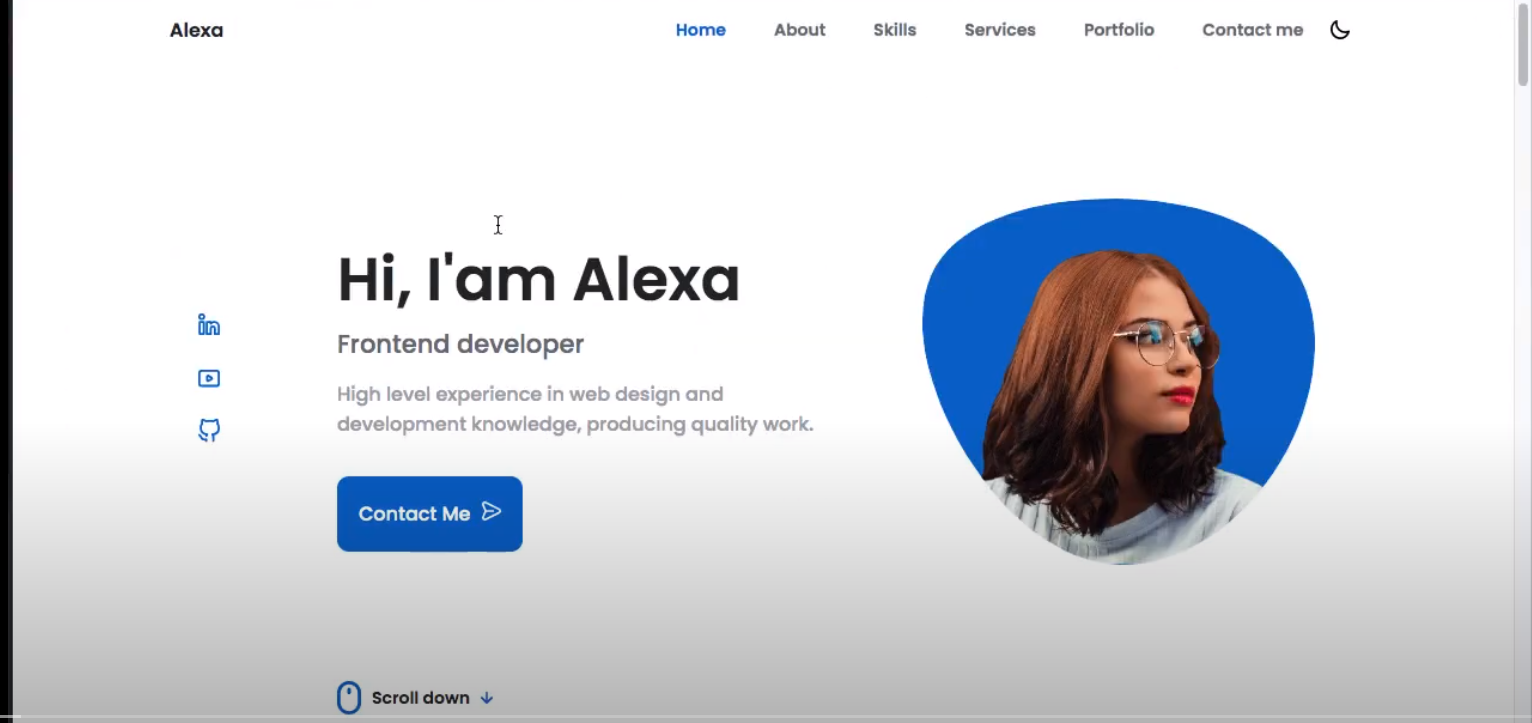 Alexa
Home About Skills Services Portfolio Contact me
Hi, I'am Alexa
Frontend developer
High level experience in web design and
development knowledge, producing quality work.
Contact Me
Scroll down